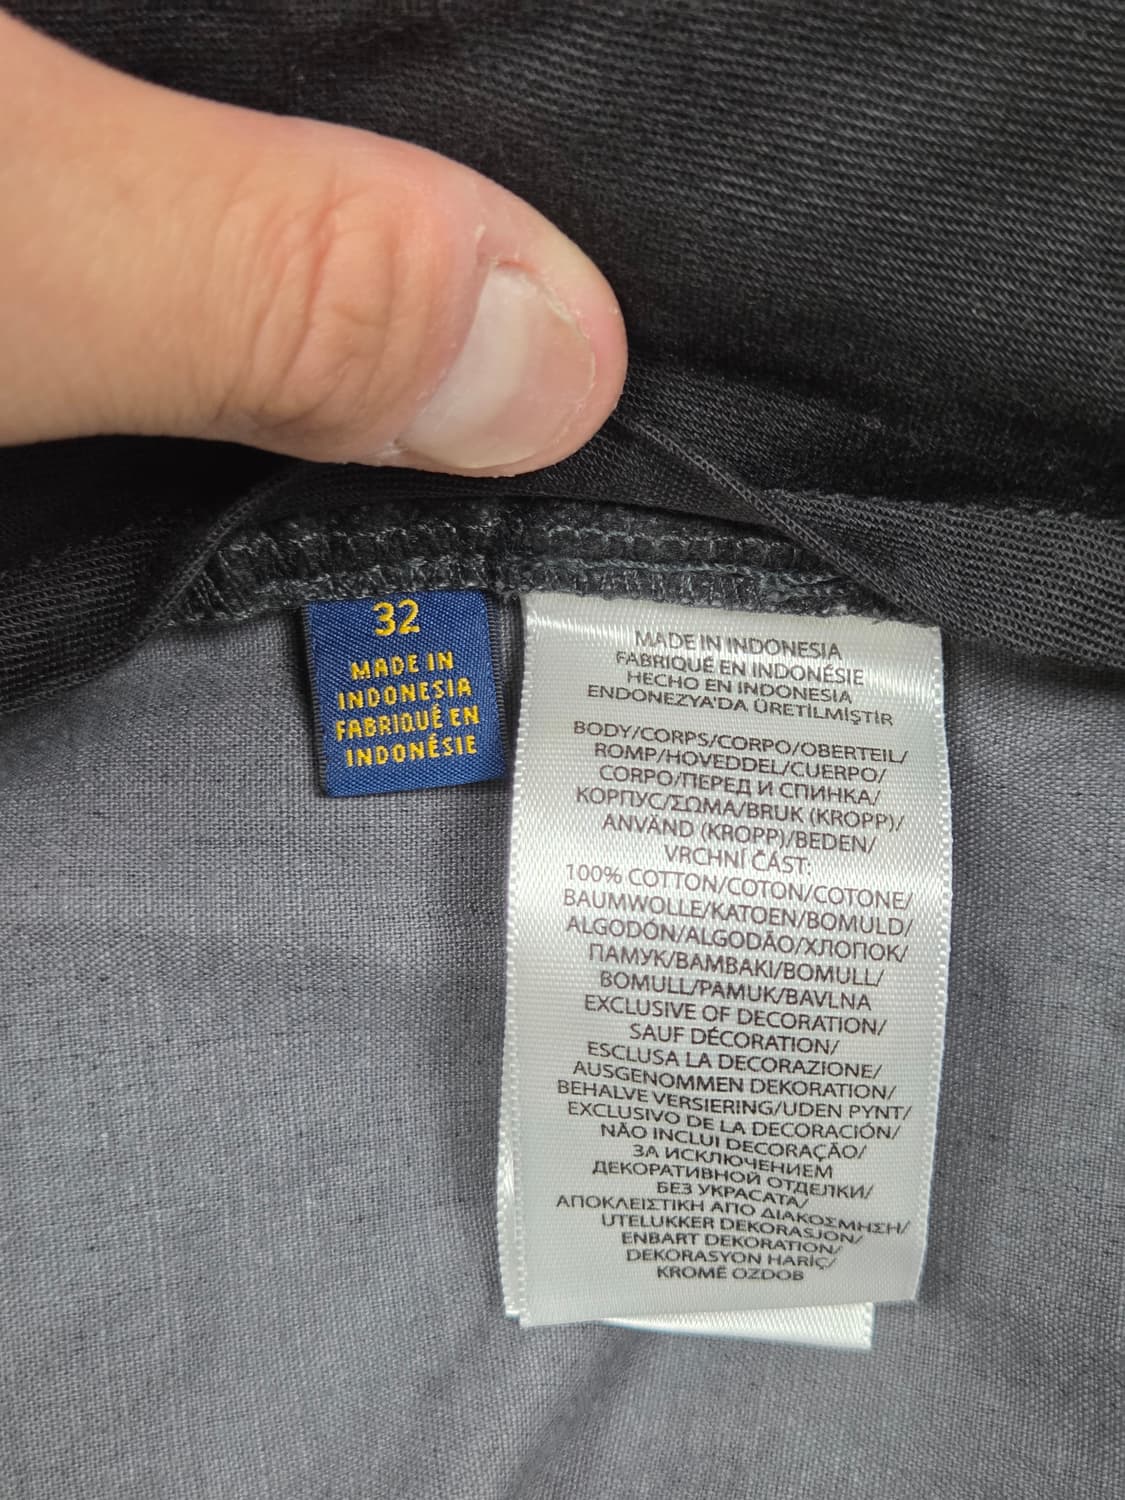 32
MADE IN
INDONESIA
FABRIQUÉ EN
INDONÉSIE
MADE IN INDONESIA
FABRIQUÉ EN INDONÉSIE
HECHO EN INDONESIA
ENDONEZYA'DA ÜRETİLMİŞTİR
BODY/CORPS/CORPO/OBERTEIL/
ROMP/HOVEDDEL/CUERPO/
CORPO/ПЕРЕД И СПИНКА/
КОРПУС/ΣΩΜΑ/BRUK (KROPP)/
ANVÄND (KROPP)/BEDEN/
VRCHNÍ ČÁST:
100% COTTON/COTON/COTONE/
BAUMWOLLE/KATOEN/BOMULD/
ALGODÓN/ALGODÃO/ХЛОПОК/
ПАМУК/ΒΑΜΒΑΚΙ/BOMULL/
BOMULL/PAMUK/BAVLNA
EXCLUSIVE OF DECORATION/
SAUF DÉCORATION/
ESCLUSA LA DECORAZIONE/
AUSGENOMMEN DEKORATION/
BEHALVE VERSIERING/UDEN PYNT/
EXCLUSIVO DE LA DECORACIÓN/
NÃO INCLUI DECORAÇÃO/
ЗА ИСКЛЮЧЕНИЕМ
ДЕКОРАТИВНОЙ ОТДЕЛКИ/
БЕЗ УКРАСАТА/
ΑΠΟΚΛΕΙΣΤΙΚΗ ΑΠΟ ΔΙΑΚΟΣΜΗΣΗ/
UTELUKKER DEKORASJON/
ENBART DEKORATION/
DEKORASYON HARİÇ/
KROMĚ OZDOB